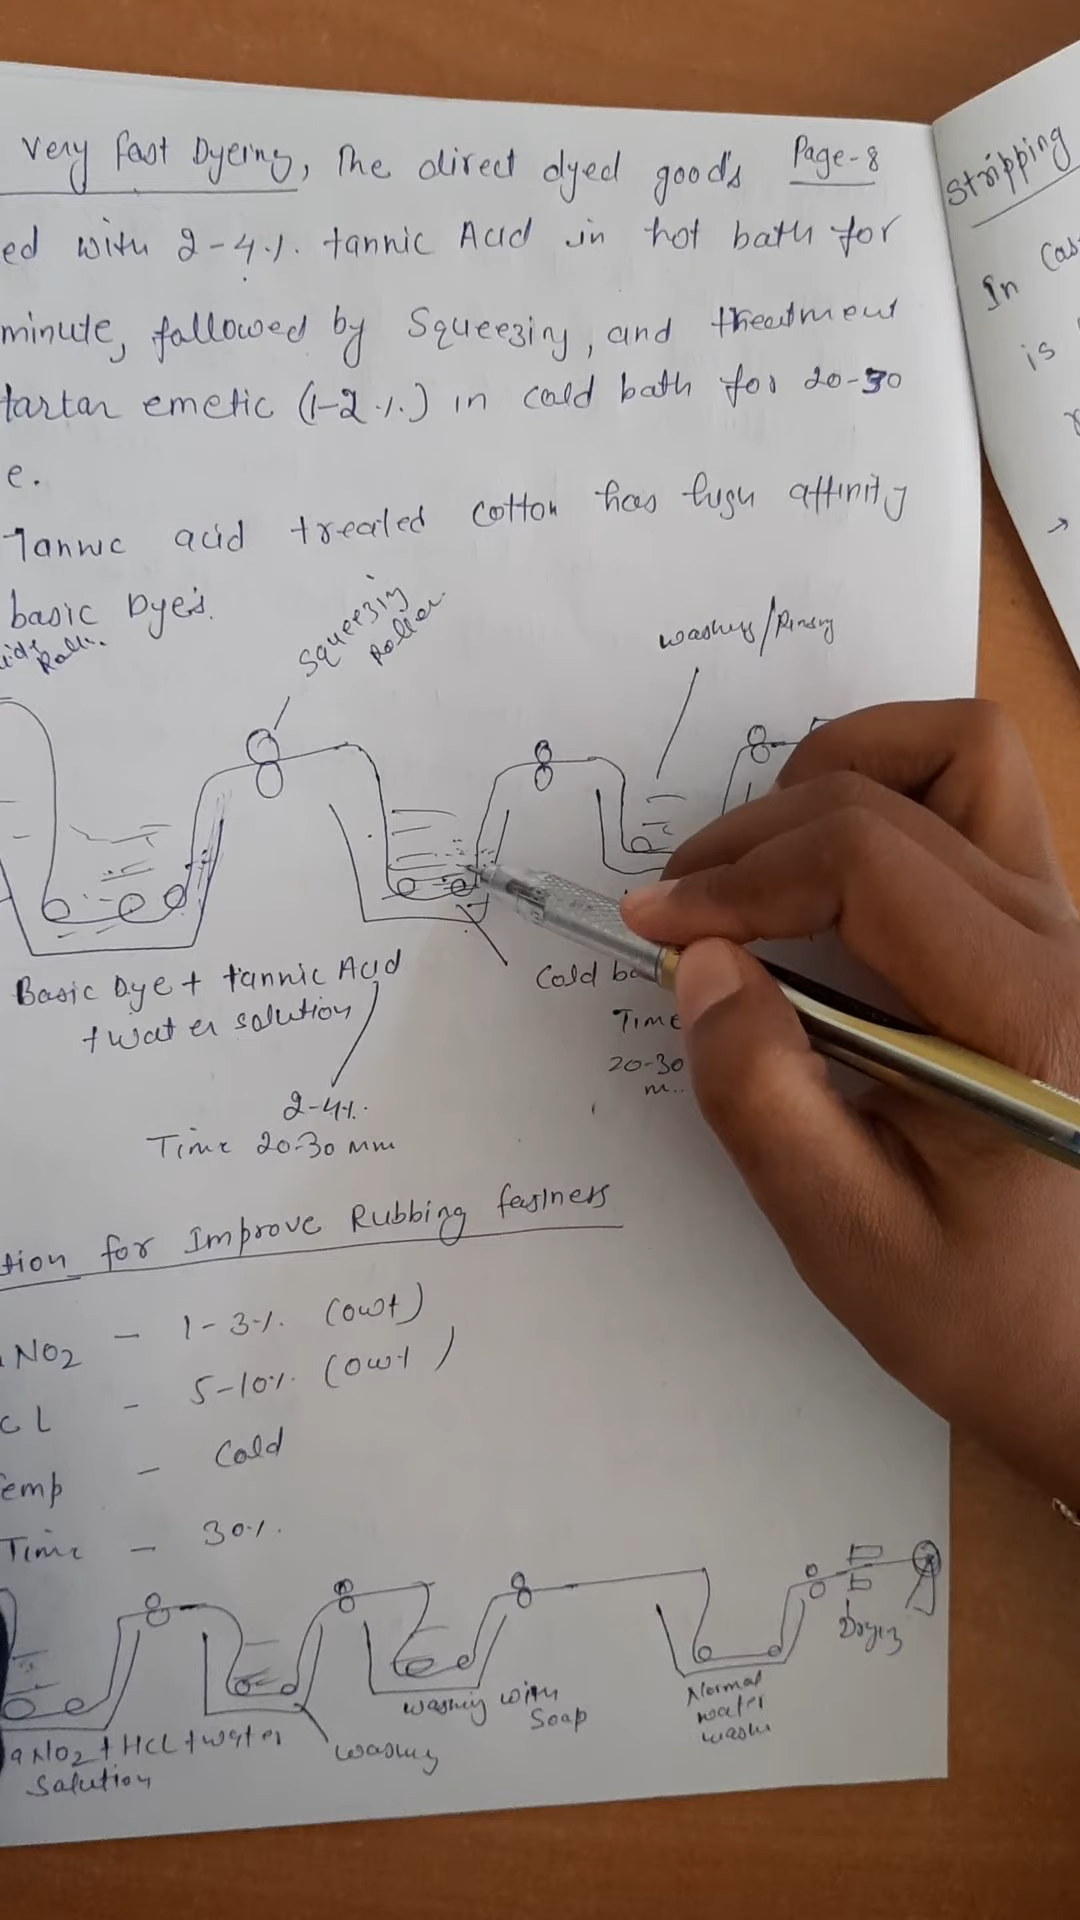 Very fast Dyeing, The direct dyed goods Page-8
ed with 2-4%. tannic Acid in hot bath for
minute, followed by Squeezing, and treatment
tartar emetic (1-2%.) in cold bath for 20-30
e.
Tannic acid treated cotton has high affinity
basic Dye's.
Squeezing
Roller
washing/Rinsing
Basic Dye + tannic Acid
+ water solution
2-4%.
Time 20-30 min
Cold ba
Time
20-30
m..
tion for Improve Rubbing fastness
NO2 - 1-3%. (owt)
CL - 5-10%. (owt)
emp - Cold
Time - 30%.
aNO2 + HCL + water
Solution
washing
washing with
Soap
Normal
water
wash
Drying
Stripping
In cas
is
→